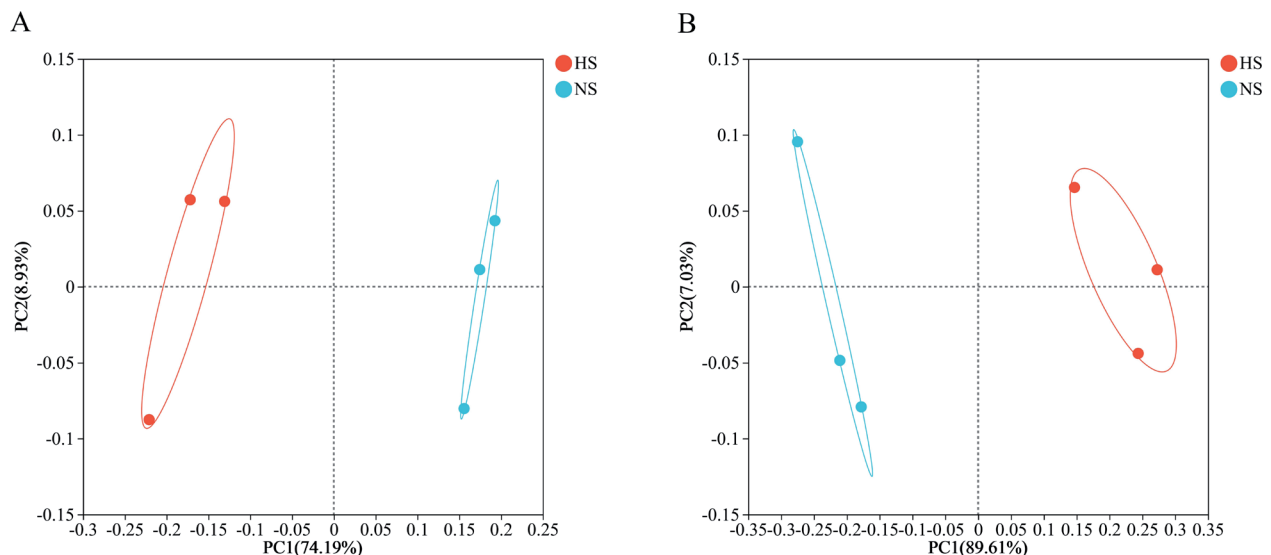 A
HS
NS
0.15
0.1
0.05
0
-0.05
-0.1
-0.15
PC2(8.93%)
-0.3 -0.25 -0.2 -0.15 -0.1 -0.05 0 0.05 0.1 0.15 0.2 0.25
PC1(74.19%)
B
HS
NS
0.15
0.1
0.05
0
-0.05
-0.1
-0.15
PC2(7.03%)
-0.35 -0.3 -0.25 -0.2 -0.15 -0.1 -0.05 0 0.05 0.1 0.15 0.2 0.25 0.3 0.35
PC1(89.61%)